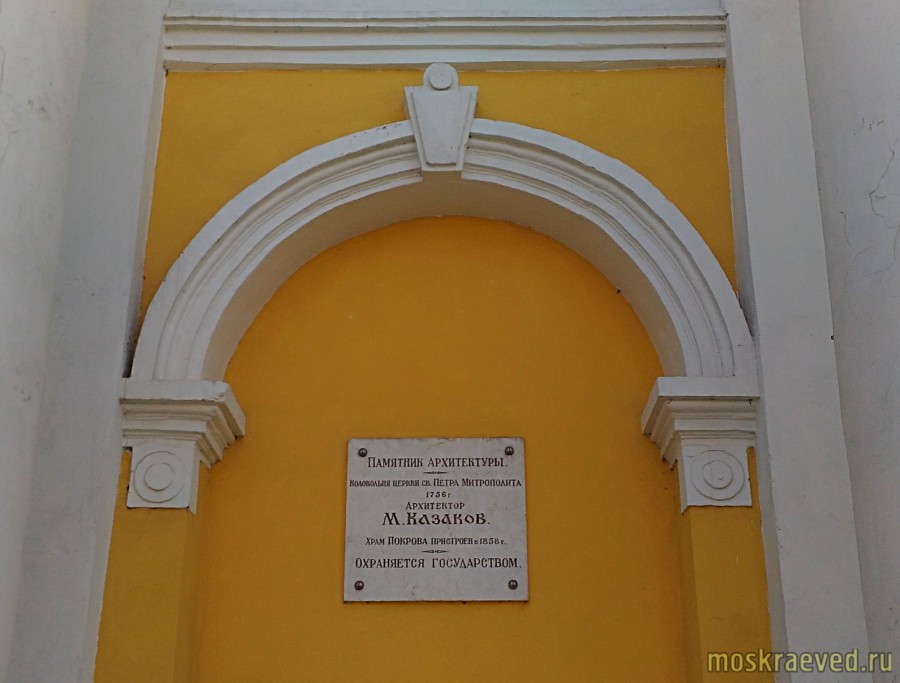 Памятник архитектуры.
Колокольня церкви св. Петра Митрополита
1756 г.
Архитектор
М. Казаков.
Храм Покрова пристроен в 1858 г.
Охраняется государством.
moskraeved.ru